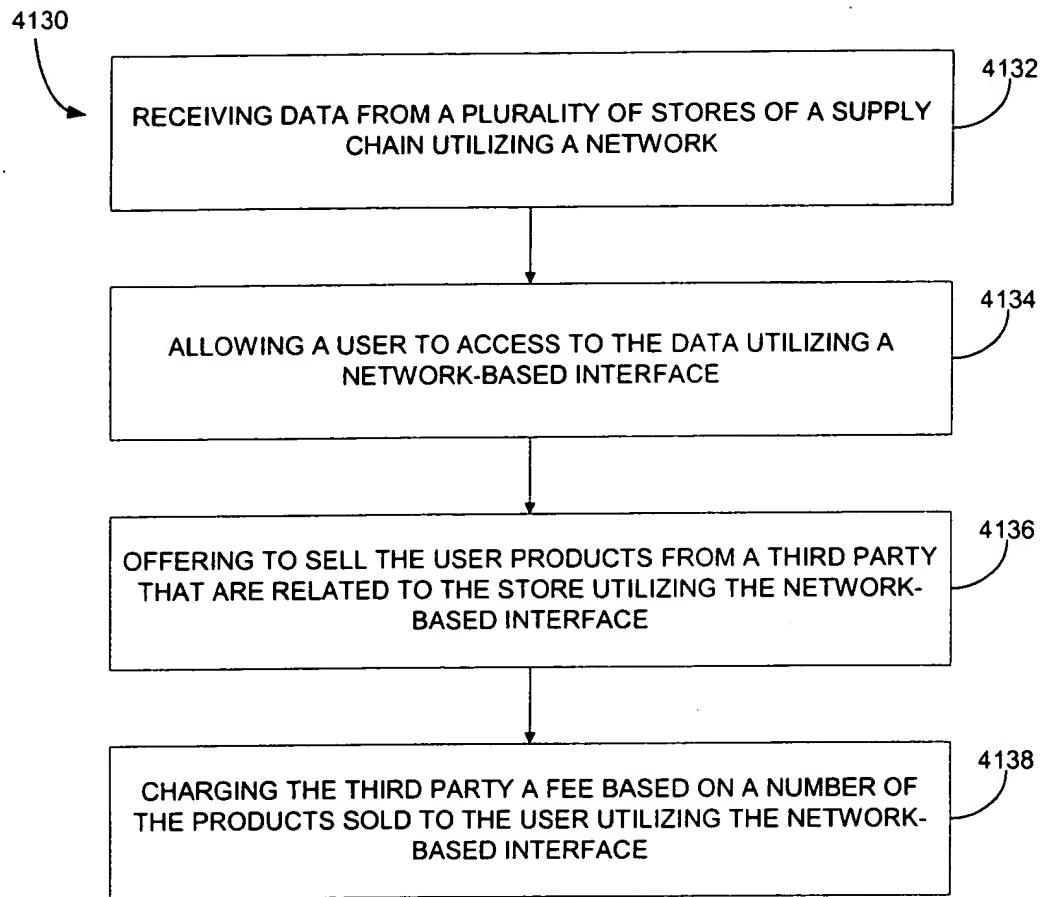 4130
4132
RECEIVING DATA FROM A PLURALITY OF STORES OF A SUPPLY
CHAIN UTILIZING A NETWORK
4134
ALLOWING A USER TO ACCESS TO THE DATA UTILIZING A
NETWORK-BASED INTERFACE
4136
OFFERING TO SELL THE USER PRODUCTS FROM A THIRD PARTY
THAT ARE RELATED TO THE STORE UTILIZING THE NETWORK-
BASED INTERFACE
4138
CHARGING THE THIRD PARTY A FEE BASED ON A NUMBER OF
THE PRODUCTS SOLD TO THE USER UTILIZING THE NETWORK-
BASED INTERFACE